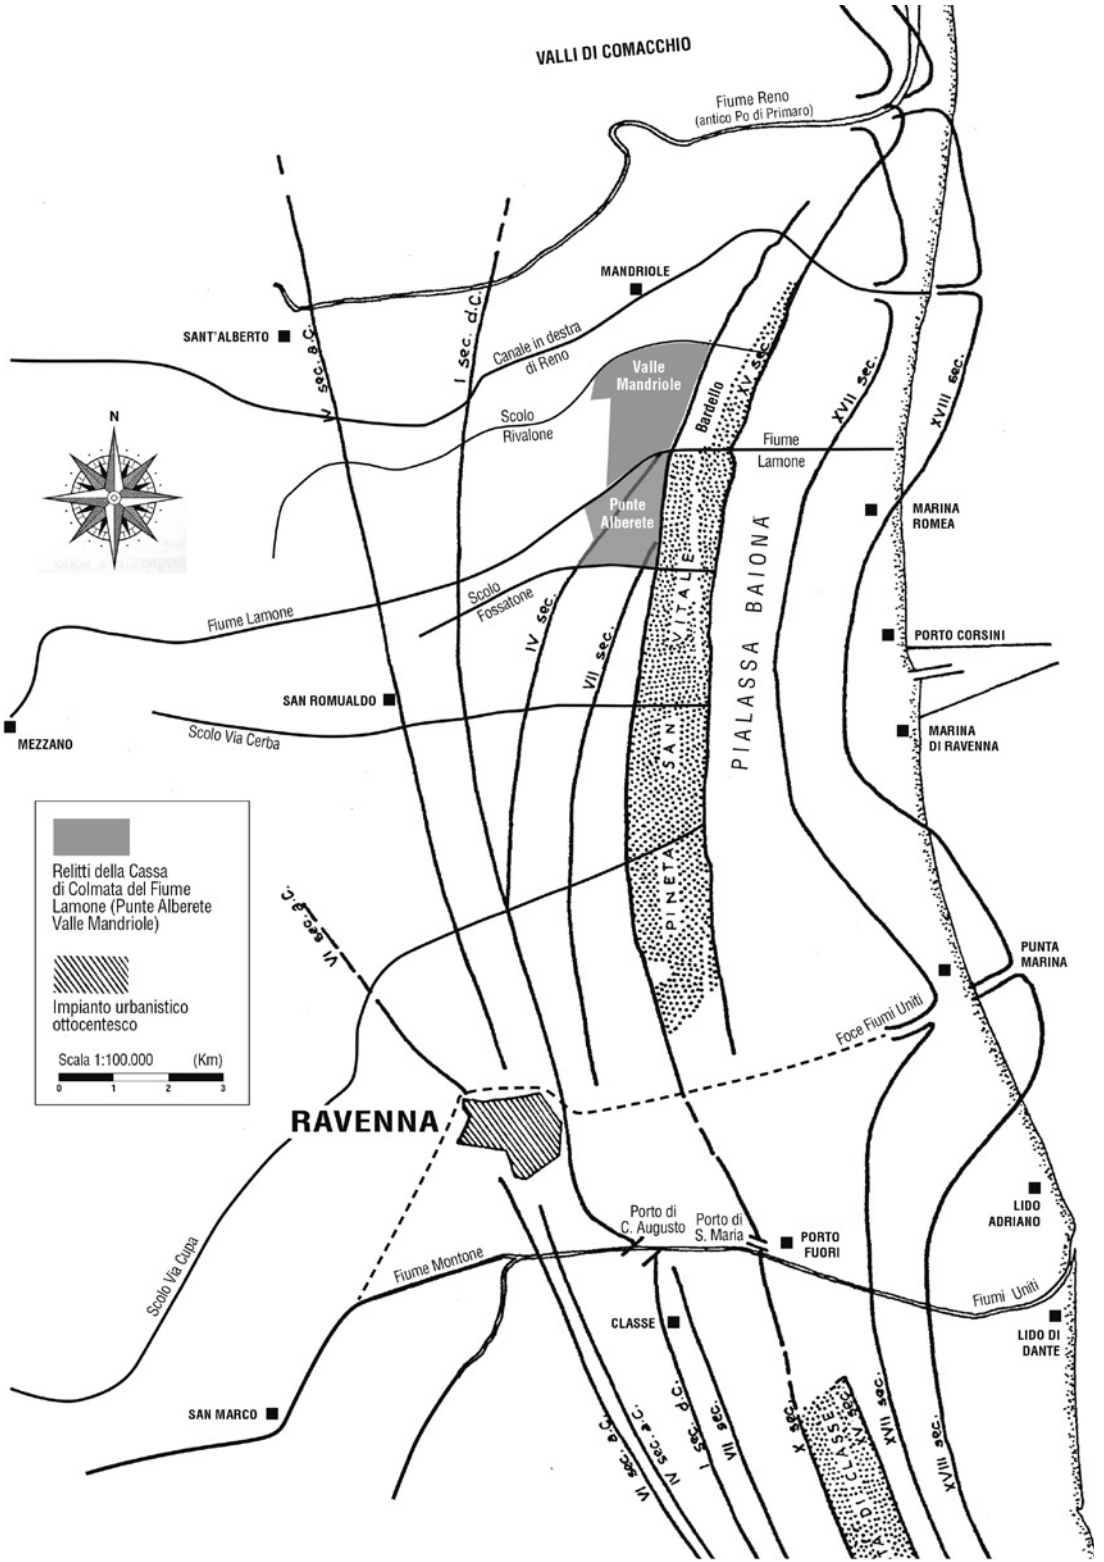 VALLI DI COMACCHIO
Fiume Reno
(antico Po di Primaro)
MANDRIOLE
SANT'ALBERTO
V sec. a.C.
I sec. d.C.
Canale in destra
di Reno
Valle
Mandriole
Bardello
XV sec.
XVII sec.
XVIII sec.
N
Scolo
Rivalone
Fiume
Lamone
Punte
Alberete
MARINA
ROMEA
Fiume Lamone
Scolo
Fossatone
IV sec.
VII sec.
PINETA SAN VITALE
PIALASSA BAIONA
PORTO CORSINI
SAN ROMUALDO
MEZZANO
Scolo Via Cerba
MARINA
DI RAVENNA
Relitti della Cassa
di Colmata del Fiume
Lamone (Punte Alberete
Valle Mandriole)
Impianto urbanistico
ottocentesco
Scala 1:100.000 (Km)
0 1 2 3
VI sec. a.C.
PUNTA
MARINA
Foce Fiumi Uniti
RAVENNA
Scolo Via Cupa
Fiume Montone
Porto di
C. Augusto
Porto di
S. Maria
PORTO
FUORI
LIDO
ADRIANO
Fiumi Uniti
CLASSE
LIDO DI
DANTE
SAN MARCO
VI sec. a.C.
IV sec. a.C.
I sec. d.C.
VII sec.
X sec.
TA DI CLASSE
XV sec.
XVII sec.
XVIII sec.